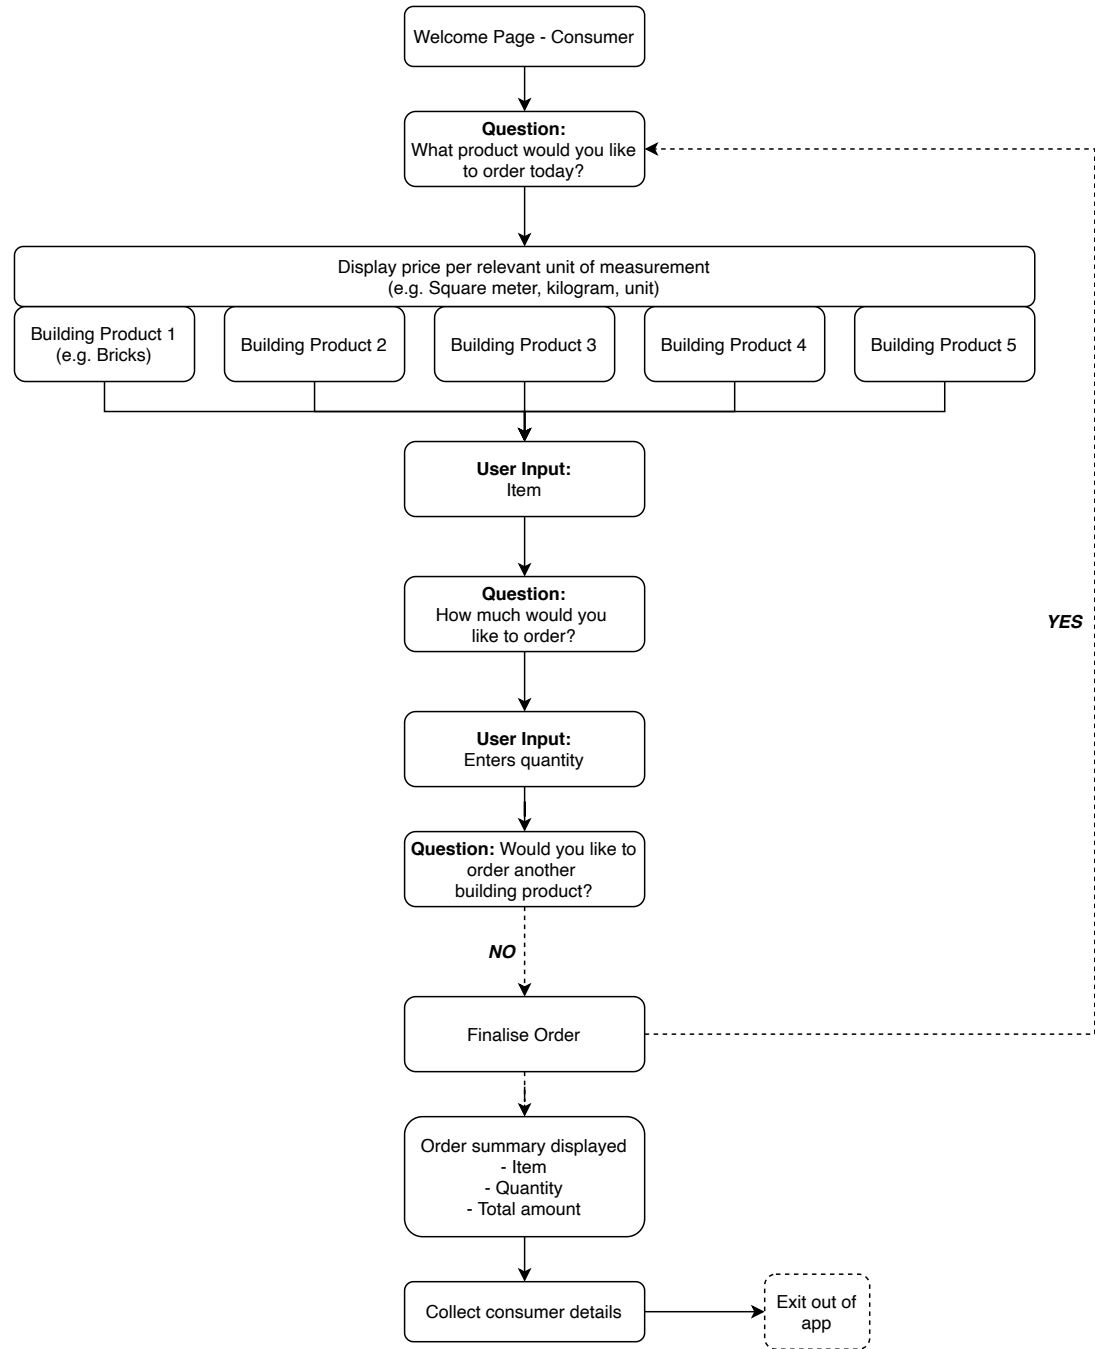 Welcome Page - Consumer
Question:
What product would you like
to order today?
Display price per relevant unit of measurement
(e.g. Square meter, kilogram, unit)
Building Product 1
(e.g. Bricks)
Building Product 2
Building Product 3
Building Product 4
Building Product 5
User Input:
Item
Question:
How much would you
like to order?
YES
User Input:
Enters quantity
Question: Would you like to
order another
building product?
NO
Finalise Order
Order summary displayed
- Item
- Quantity
- Total amount
Collect consumer details
Exit out of
app